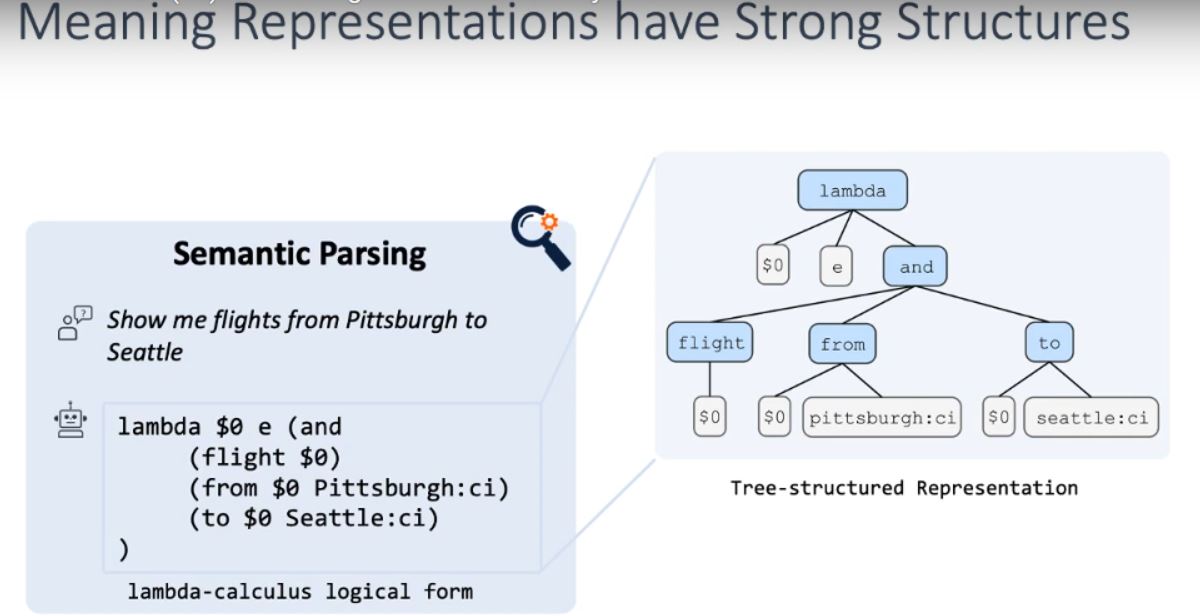 Meaning Representations have Strong Structures
Semantic Parsing
?
Show me flights from Pittsburgh to
Seattle
lambda $0 e (and
(flight $0)
(from $0 Pittsburgh:ci)
(to $0 Seattle:ci)
)
lambda-calculus logical form
lambda
$0 e and
flight from to
$0 $0 pittsburgh:ci $0 seattle:ci
Tree-structured Representation